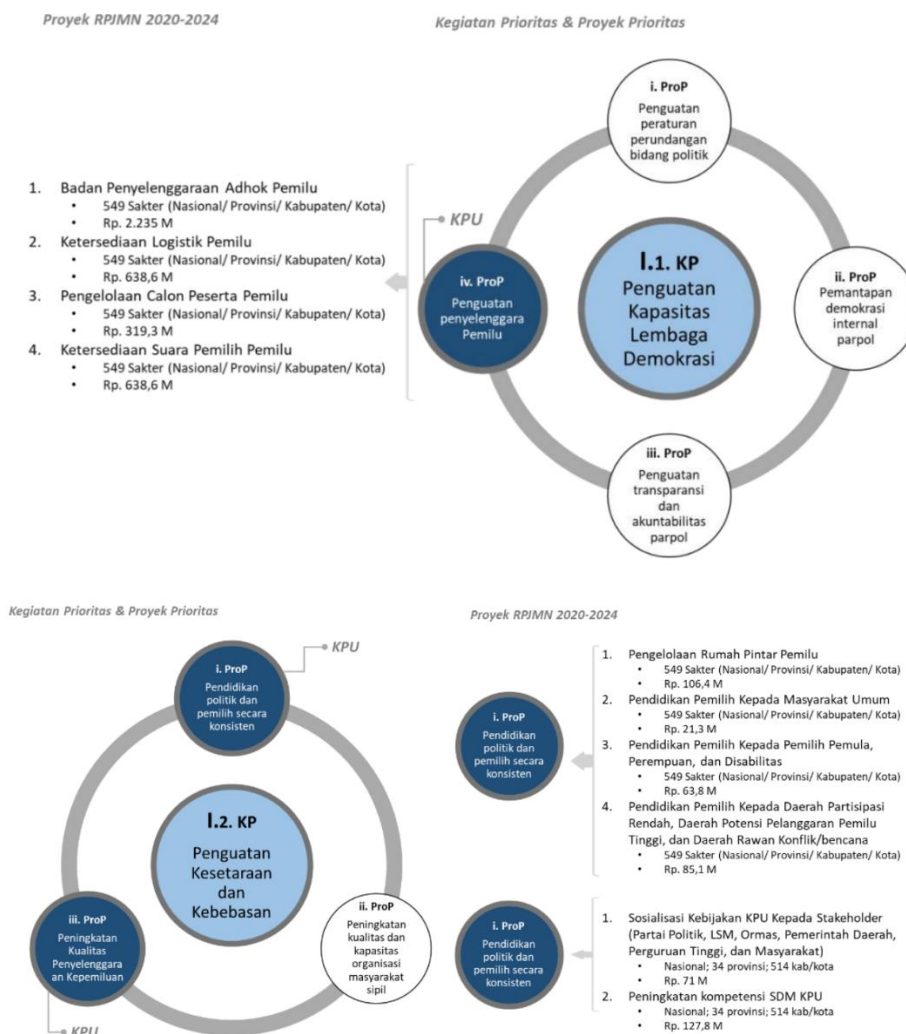 Proyek RPJMN 2020-2024
Kegiatan Prioritas & Proyek Prioritas
1. Badan Penyelenggaraan Adhok Pemilu
• 549 Sakter (Nasional/ Provinsi/ Kabupaten/ Kota)
• Rp. 2.235 M
2. Ketersediaan Logistik Pemilu
• 549 Sakter (Nasional/ Provinsi/ Kabupaten/ Kota)
• Rp. 638,6 M
3. Pengelolaan Calon Peserta Pemilu
• 549 Sakter (Nasional/ Provinsi/ Kabupaten/ Kota)
• Rp. 319,3 M
4. Ketersediaan Suara Pemilih Pemilu
• 549 Sakter (Nasional/ Provinsi/ Kabupaten/ Kota)
• Rp. 638,6 M
KPU
i. ProP
Penguatan
peraturan
perundangan
bidang politik
iv. ProP
Penguatan
penyelenggara
Pemilu
I.1. KP
Penguatan
Kapasitas
Lembaga
Demokrasi
ii. ProP
Pemantapan
demokrasi
internal
parpol
iii. ProP
Penguatan
transparansi
dan
akuntabilitas
parpol
Kegiatan Prioritas & Proyek Prioritas
KPU
i. ProP
Pendidikan
politik dan
pemilih secara
konsisten
I.2. KP
Penguatan
Kesetaraan
dan
Kebebasan
iii. ProP
Peningkatan
Kualitas
Penyelenggara
an Kepemiluan
KPU
ii. ProP
Peningkatan
kualitas dan
kapasitas
organisasi
masyarakat
sipil
Proyek RPJMN 2020-2024
i. ProP
Pendidikan
politik dan
pemilih secara
konsisten
1. Pengelolaan Rumah Pintar Pemilu
• 549 Sakter (Nasional/ Provinsi/ Kabupaten/ Kota)
• Rp. 106,4 M
2. Pendidikan Pemilih Kepada Masyarakat Umum
• 549 Sakter (Nasional/ Provinsi/ Kabupaten/ Kota)
• Rp. 21,3 M
3. Pendidikan Pemilih Kepada Pemilih Pemula,
Perempuan, dan Disabilitas
• 549 Sakter (Nasional/ Provinsi/ Kabupaten/ Kota)
• Rp. 63,8 M
4. Pendidikan Pemilih Kepada Daerah Partisipasi
Rendah, Daerah Potensi Pelanggaran Pemilu
Tinggi, dan Daerah Rawan Konflik/bencana
• 549 Sakter (Nasional/ Provinsi/ Kabupaten/ Kota)
• Rp. 85,1 M
i. ProP
Pendidikan
politik dan
pemilih secara
konsisten
1. Sosialisasi Kebijakan KPU Kepada Stakeholder
(Partai Politik, LSM, Ormas, Pemerintah Daerah,
Perguruan Tinggi, dan Masyarakat)
• Nasional; 34 provinsi; 514 kab/kota
• Rp. 71 M
2. Peningkatan kompetensi SDM KPU
• Nasional; 34 provinsi; 514 kab/kota
• Rp. 127,8 M